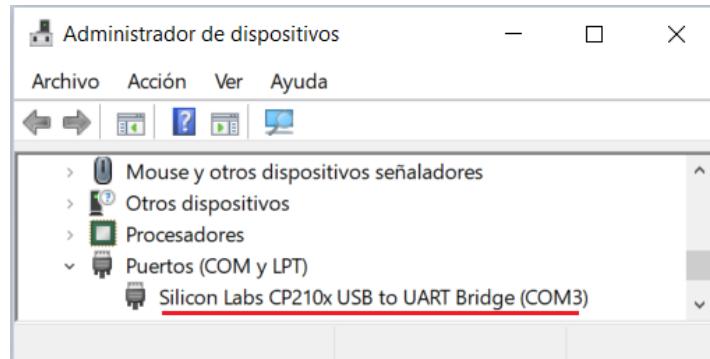 Administrador de dispositivos
Archivo Acción Ver Ayuda
Mouse y otros dispositivos señaladores
Otros dispositivos
Procesadores
Puertos (COM y LPT)
Silicon Labs CP210x USB to UART Bridge (COM3)